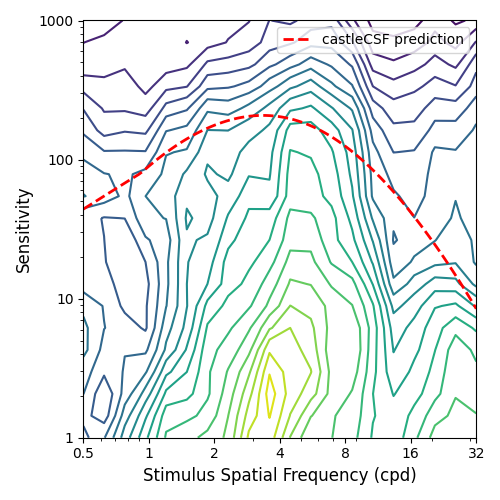 1000
castleCSF prediction
100
Sensitivity
10
1
0.5 1 2 4 8 16 32
Stimulus Spatial Frequency (cpd)